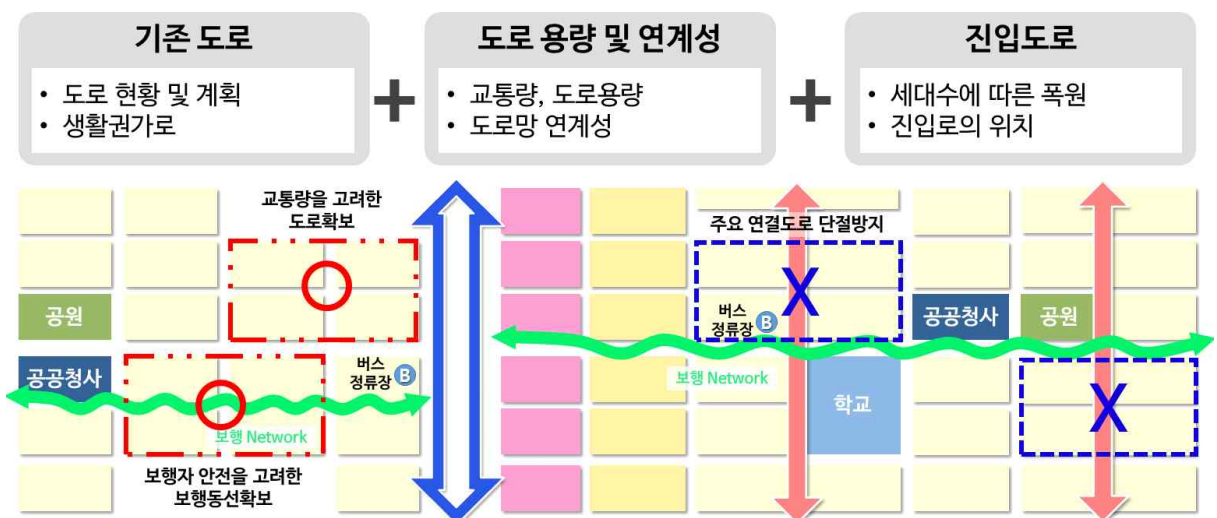 기존 도로
• 도로 현황 및 계획
• 생활권가로
+
도로 용량 및 연계성
• 교통량, 도로용량
• 도로망 연계성
+
진입도로
• 세대수에 따른 폭원
• 진입로의 위치
교통량을 고려한
도로확보
공원
공공청사
버스
정류장 B
보행 Network
보행자 안전을 고려한
보행동선확보
주요 연결도로 단절방지
X
버스
정류장 B
공공청사
공원
보행 Network
학교
X